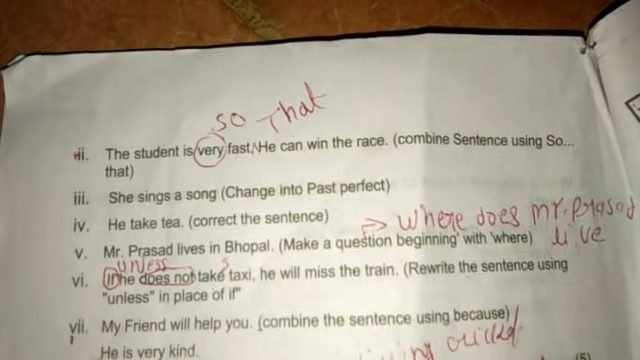 so That
ii. The student is very fast. He can win the race. (combine Sentence using So...
that)
iii. She sings a song (Change into Past perfect)
iv. He take tea. (correct the sentence)
where does Mr. Prasad
v. Mr. Prasad lives in Bhopal. (Make a question beginning' with 'where) live
unless s
vi. If he does not take taxi, he will miss the train. (Rewrite the sentence using
"unless" in place of if"
vii. My Friend will help you. (combine the sentence using because)
He is very kind.
(5)